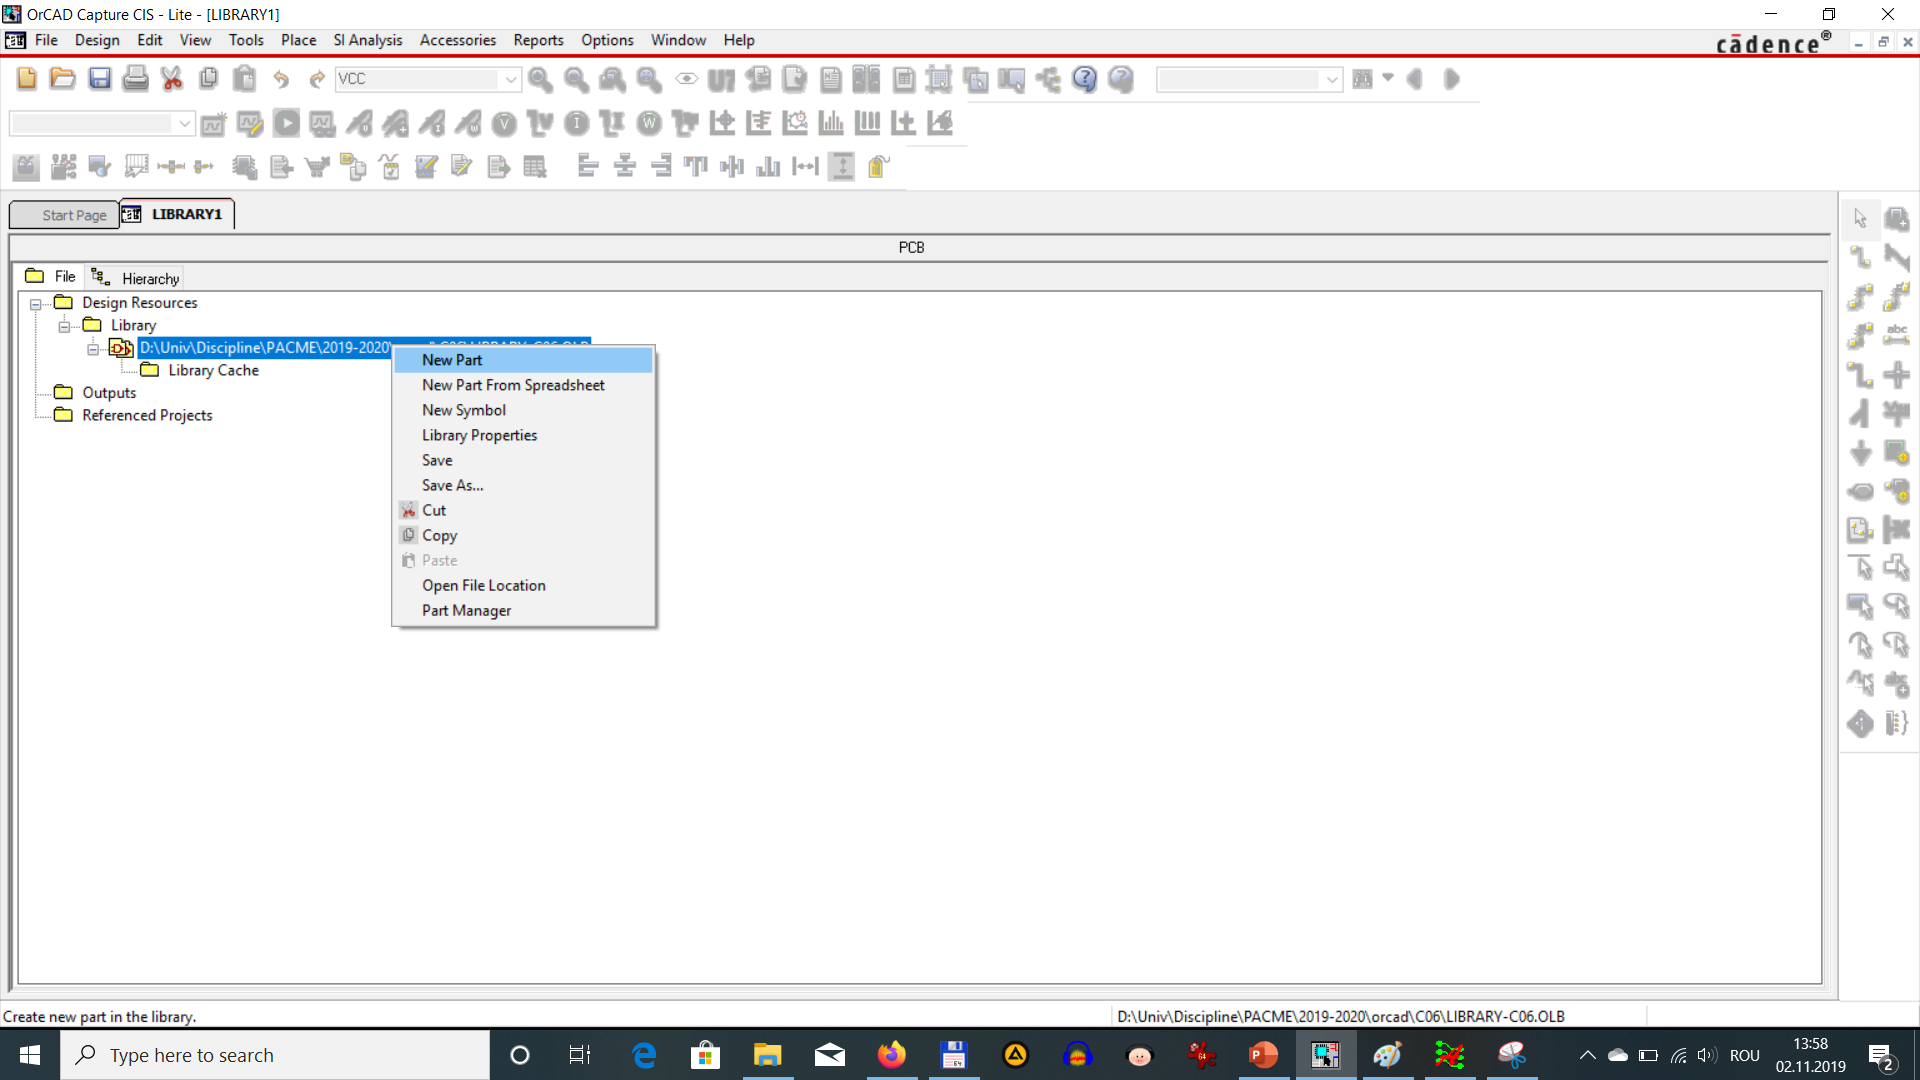 OrCAD Capture CIS - Lite - [LIBRARY1]
File Design Edit View Tools Place SI Analysis Accessories Reports Options Window Help
cādence®
VCC
Start Page LIBRARY1
PCB
File Hierarchy
Design Resources
Library
D:\Univ\Discipline\PACME\2019-2020\
Library Cache
Outputs
Referenced Projects
New Part
New Part From Spreadsheet
New Symbol
Library Properties
Save
Save As...
Cut
Copy
Paste
Open File Location
Part Manager
Create new part in the library.
D:\Univ\Discipline\PACME\2019-2020\orcad\C06\LIBRARY-C06.OLB
Type here to search
ROU
13:58
02.11.2019
2